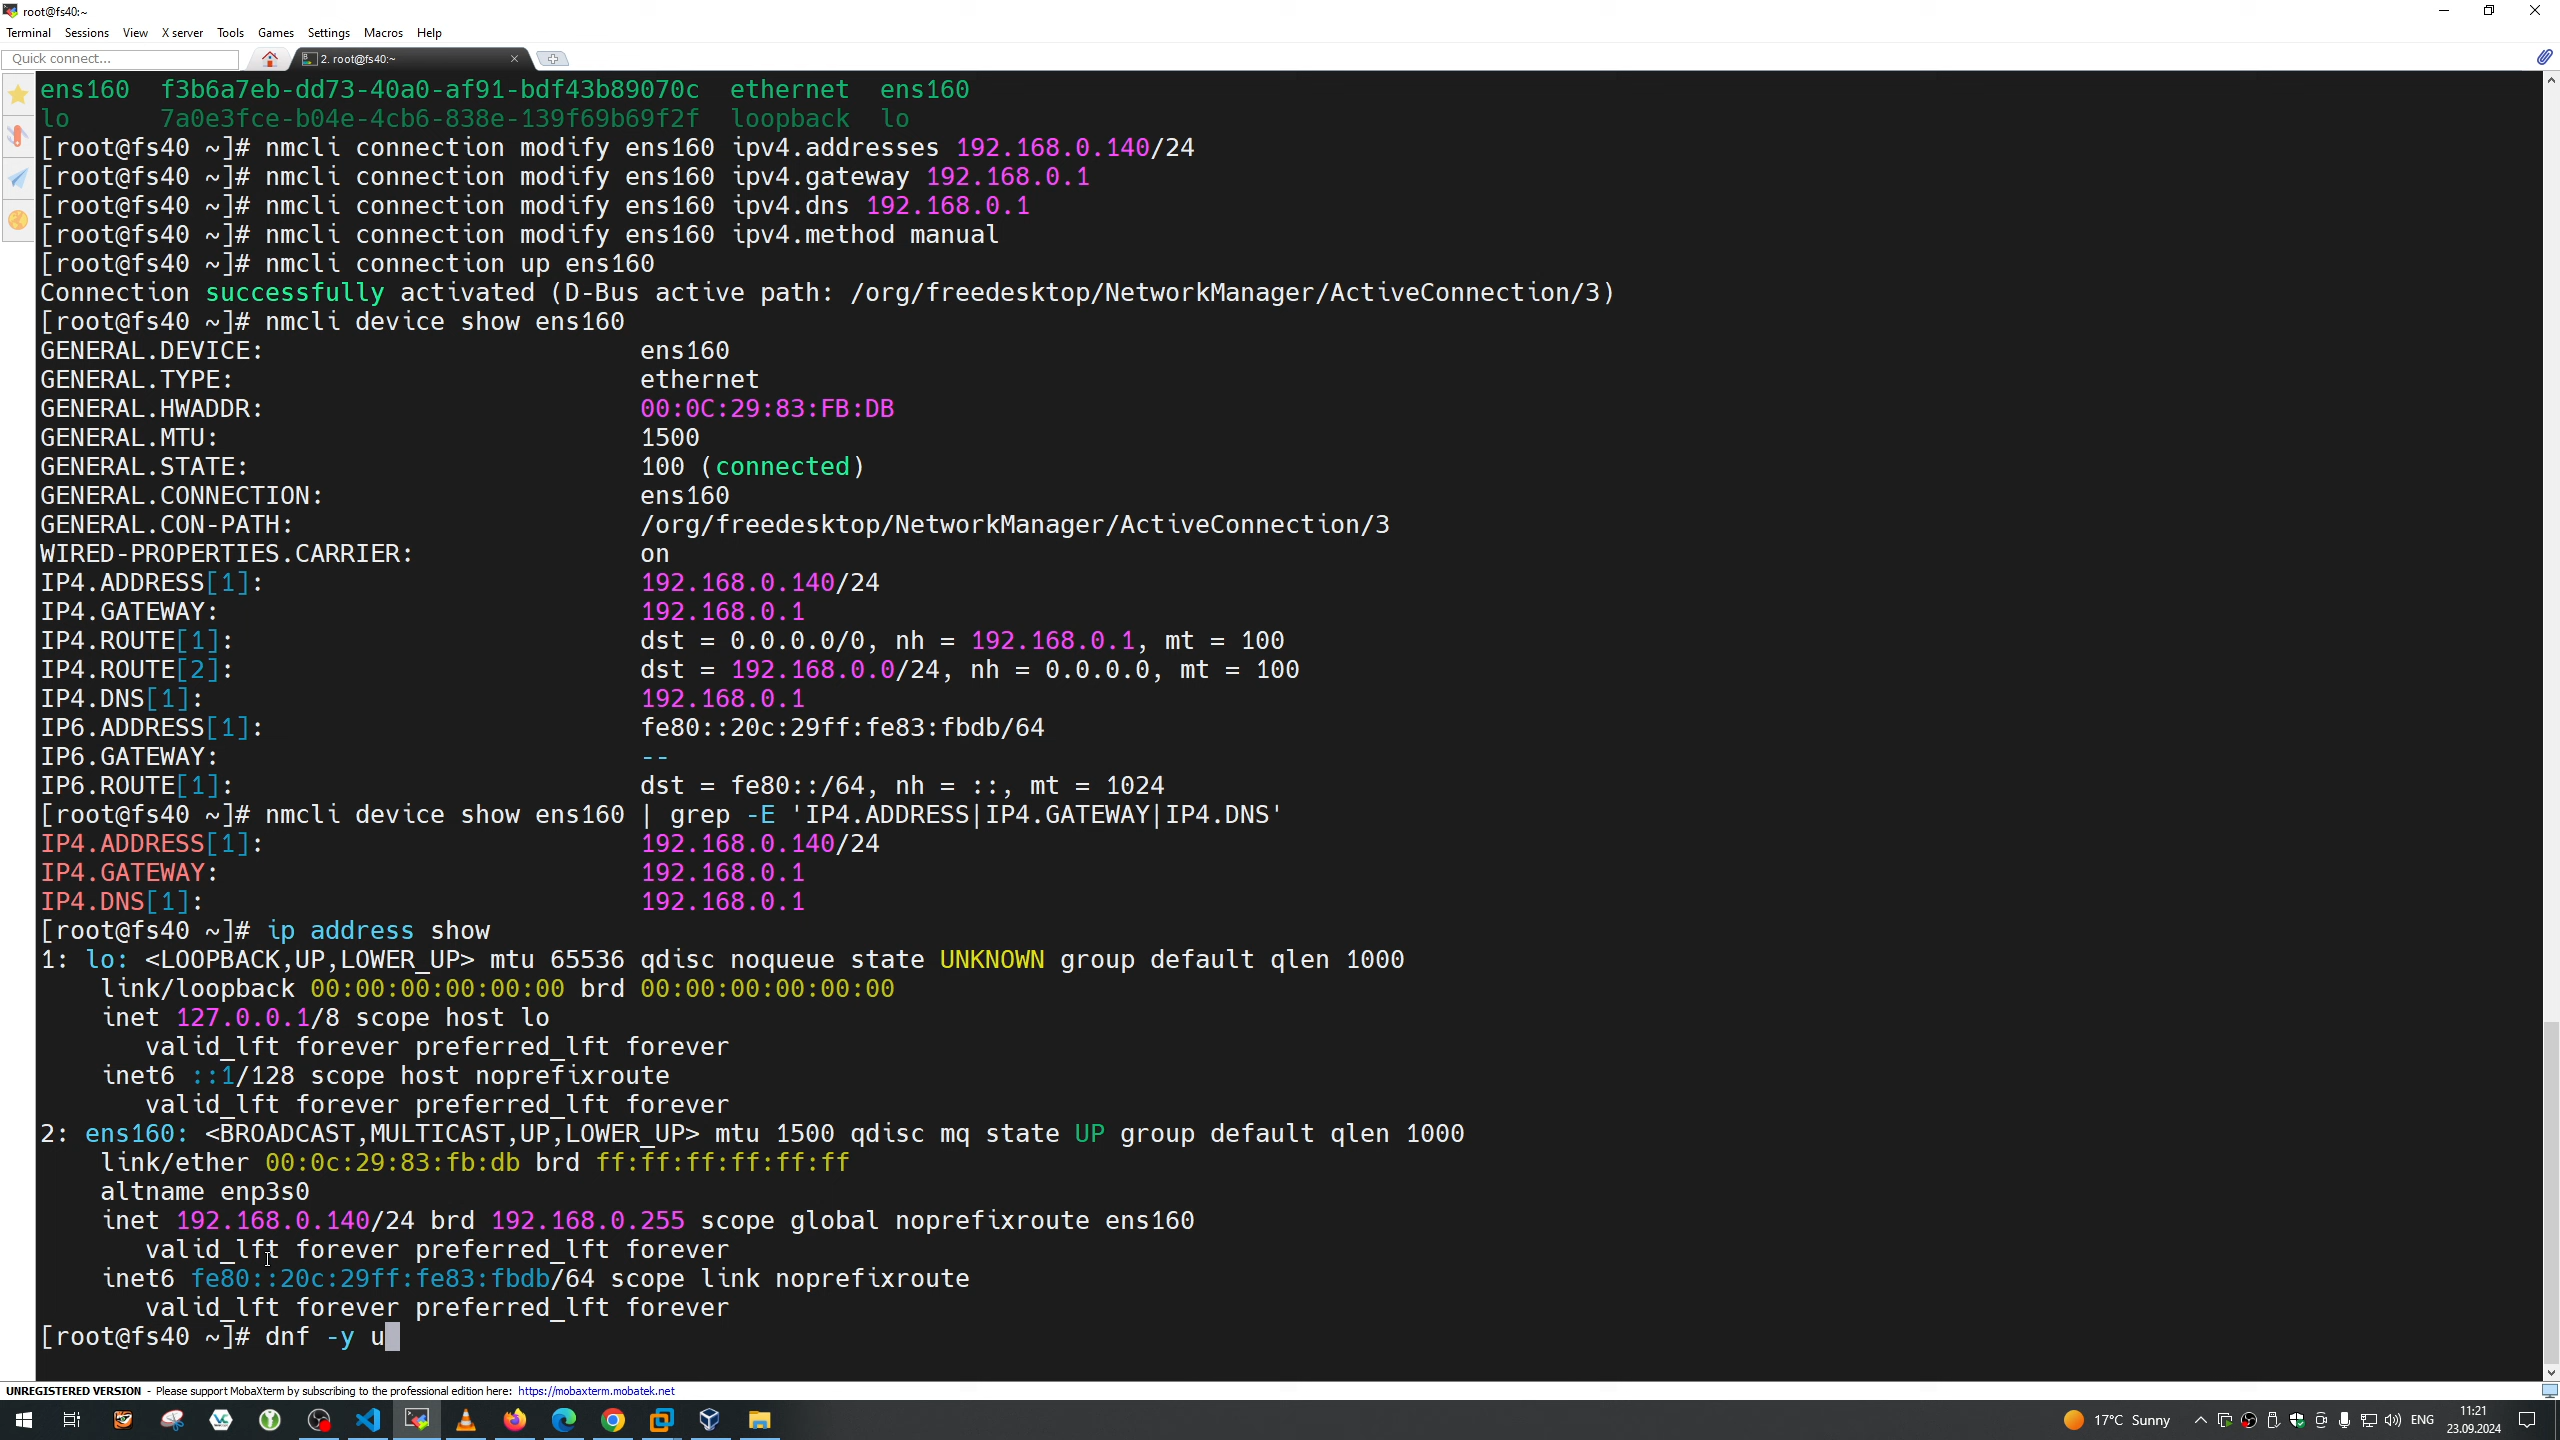 root@fs40:~
Terminal Sessions View X server Tools Games Settings Macros Help
Quick connect... 2. root@fs40:~
ens160  f3b6a7eb-dd73-40a0-af91-bdf43b89070c  ethernet  ens160
lo      7a0e3fce-b04e-4cb6-838e-139f69b69f2f  loopback  lo
[root@fs40 ~]# nmcli connection modify ens160 ipv4.addresses 192.168.0.140/24
[root@fs40 ~]# nmcli connection modify ens160 ipv4.gateway 192.168.0.1
[root@fs40 ~]# nmcli connection modify ens160 ipv4.dns 192.168.0.1
[root@fs40 ~]# nmcli connection modify ens160 ipv4.method manual
[root@fs40 ~]# nmcli connection up ens160
Connection successfully activated (D-Bus active path: /org/freedesktop/NetworkManager/ActiveConnection/3)
[root@fs40 ~]# nmcli device show ens160
GENERAL.DEVICE:                         ens160
GENERAL.TYPE:                           ethernet
GENERAL.HWADDR:                         00:0C:29:83:FB:DB
GENERAL.MTU:                            1500
GENERAL.STATE:                          100 (connected)
GENERAL.CONNECTION:                     ens160
GENERAL.CON-PATH:                       /org/freedesktop/NetworkManager/ActiveConnection/3
WIRED-PROPERTIES.CARRIER:               on
IP4.ADDRESS[1]:                         192.168.0.140/24
IP4.GATEWAY:                            192.168.0.1
IP4.ROUTE[1]:                           dst = 0.0.0.0/0, nh = 192.168.0.1, mt = 100
IP4.ROUTE[2]:                           dst = 192.168.0.0/24, nh = 0.0.0.0, mt = 100
IP4.DNS[1]:                             192.168.0.1
IP6.ADDRESS[1]:                         fe80::20c:29ff:fe83:fbdb/64
IP6.GATEWAY:                            --
IP6.ROUTE[1]:                           dst = fe80::/64, nh = ::, mt = 1024
[root@fs40 ~]# nmcli device show ens160 | grep -E 'IP4.ADDRESS|IP4.GATEWAY|IP4.DNS'
IP4.ADDRESS[1]:                         192.168.0.140/24
IP4.GATEWAY:                            192.168.0.1
IP4.DNS[1]:                             192.168.0.1
[root@fs40 ~]# ip address show
1: lo: <LOOPBACK,UP,LOWER_UP> mtu 65536 qdisc noqueue state UNKNOWN group default qlen 1000
    link/loopback 00:00:00:00:00:00 brd 00:00:00:00:00:00
    inet 127.0.0.1/8 scope host lo
       valid_lft forever preferred_lft forever
    inet6 ::1/128 scope host noprefixroute
       valid_lft forever preferred_lft forever
2: ens160: <BROADCAST,MULTICAST,UP,LOWER_UP> mtu 1500 qdisc mq state UP group default qlen 1000
    link/ether 00:0c:29:83:fb:db brd ff:ff:ff:ff:ff:ff
    altname enp3s0
    inet 192.168.0.140/24 brd 192.168.0.255 scope global noprefixroute ens160
       valid_lft forever preferred_lft forever
    inet6 fe80::20c:29ff:fe83:fbdb/64 scope link noprefixroute
       valid_lft forever preferred_lft forever
[root@fs40 ~]# dnf -y u
UNREGISTERED VERSION - Please support MobaXterm by subscribing to the professional edition here: https://mobaxterm.mobatek.net
17°C Sunny ENG 11:21
23.09.2024